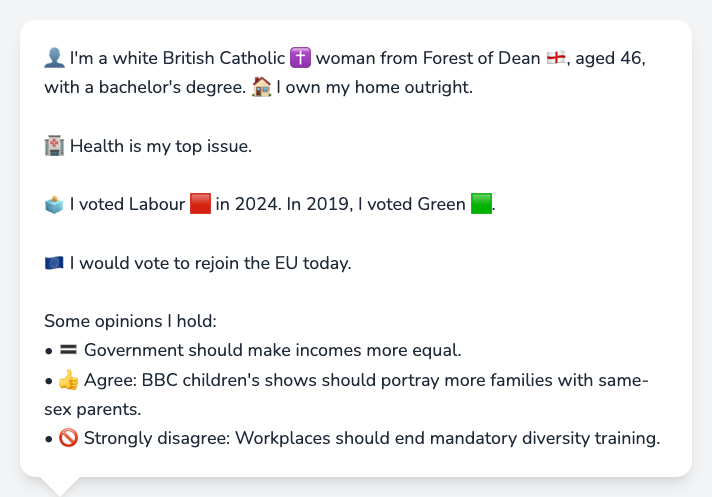 👤 I'm a white British Catholic ✝️ woman from Forest of Dean 🏴󠁧󠁢󠁥󠁮󠁧󠁿, aged 46,
with a bachelor's degree. 🏠 I own my home outright.
🏥 Health is my top issue.
🗳️ I voted Labour 🟥 in 2024. In 2019, I voted Green 🟩.
🇪🇺 I would vote to rejoin the EU today.
Some opinions I hold:
• 🟰 Government should make incomes more equal.
• 👍 Agree: BBC children's shows should portray more families with same-
sex parents.
• 🚫 Strongly disagree: Workplaces should end mandatory diversity training.